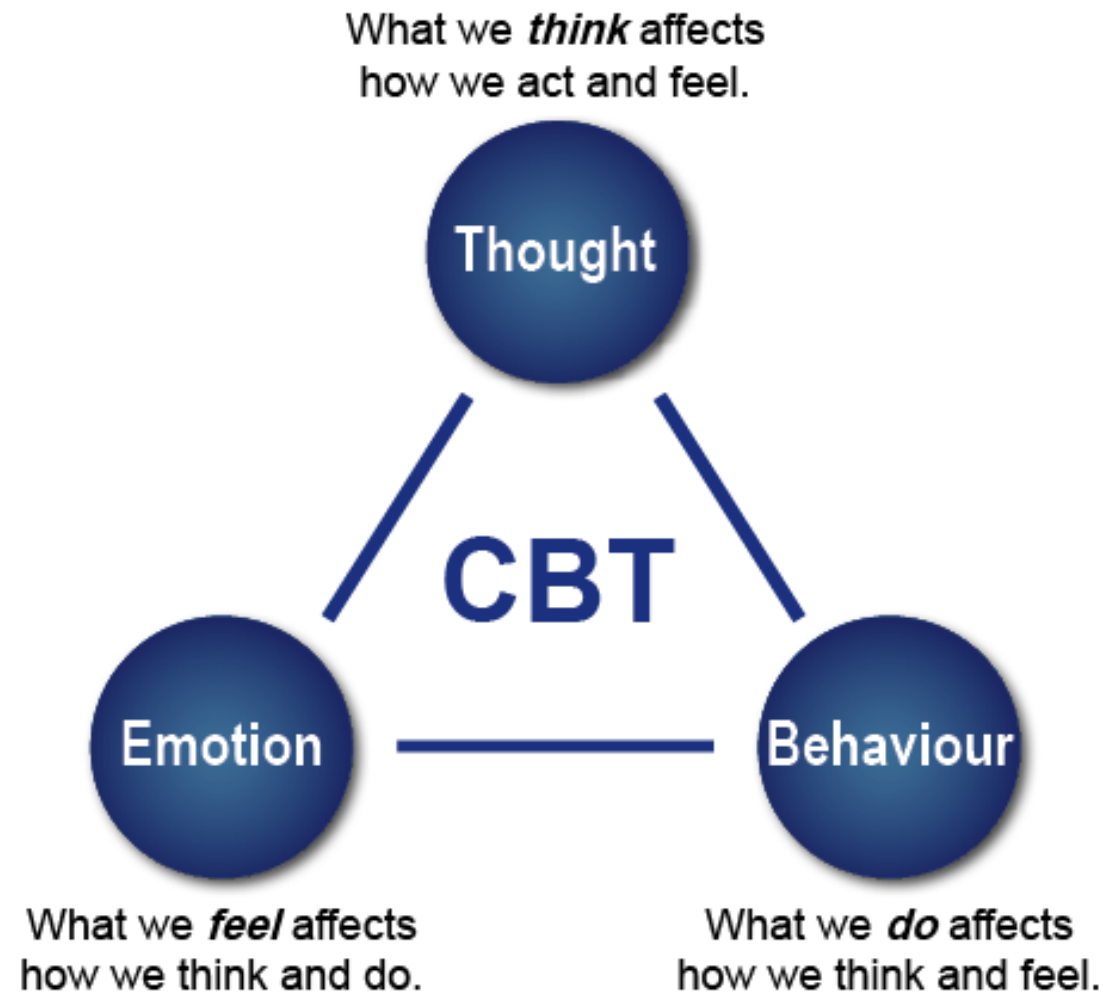 What we think affects
how we act and feel.
Thought
CBT
Emotion
Behaviour
What we feel affects
how we think and do.
What we do affects
how we think and feel.